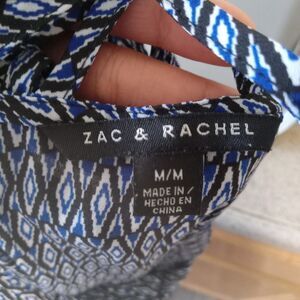 ZAC & RACHEL
M/M
MADE IN /
HECHO EN
CHINA